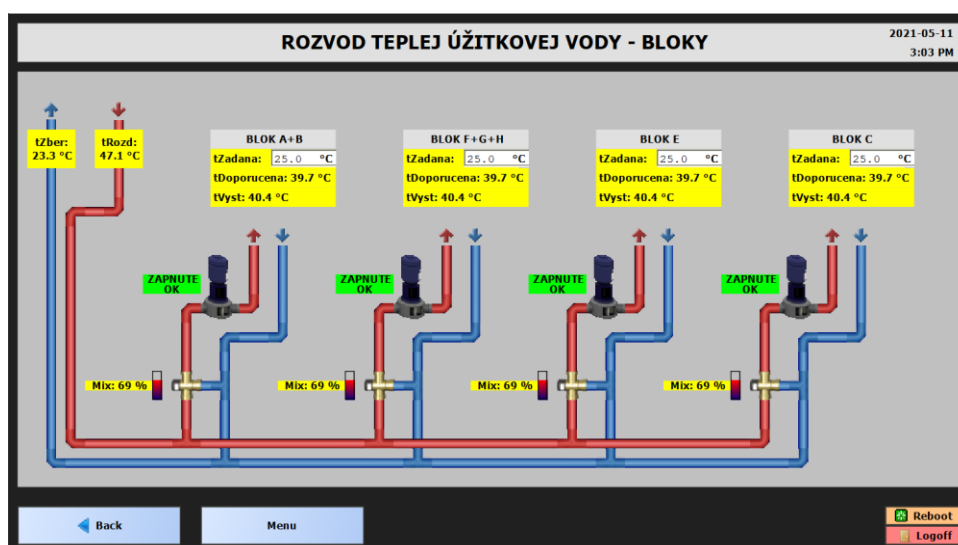 ROZVOD TEPLEJ ÚŽITKOVEJ VODY - BLOKY
2021-05-11
3:03 PM
tZber:
23.3 °C
tRozd:
47.1 °C
BLOK A+B
tZadana: 25.0 °C
tDoporucena: 39.7 °C
tVyst: 40.4 °C
BLOK F+G+H
tZadana: 25.0 °C
tDoporucena: 39.7 °C
tVyst: 40.4 °C
BLOK E
tZadana: 25.0 °C
tDoporucena: 39.7 °C
tVyst: 40.4 °C
BLOK C
tZadana: 25.0 °C
tDoporucena: 39.7 °C
tVyst: 40.4 °C
ZAPNUTE
OK
ZAPNUTE
OK
ZAPNUTE
OK
ZAPNUTE
OK
Mix: 69 %
Mix: 69 %
Mix: 69 %
Mix: 69 %
Back
Menu
Reboot
Logoff